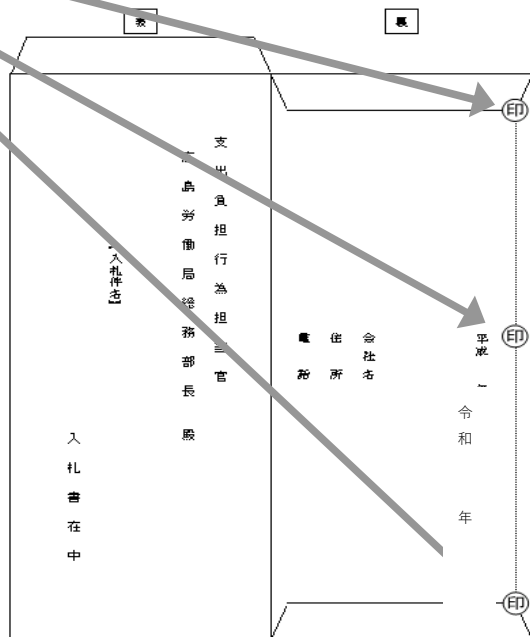 表
裏
支出負担行為担当官
広島労働局総務部長 殿
【入札件名】
入札書在中
印
印
印
平成 年
令和 年
会社名
住所
電話